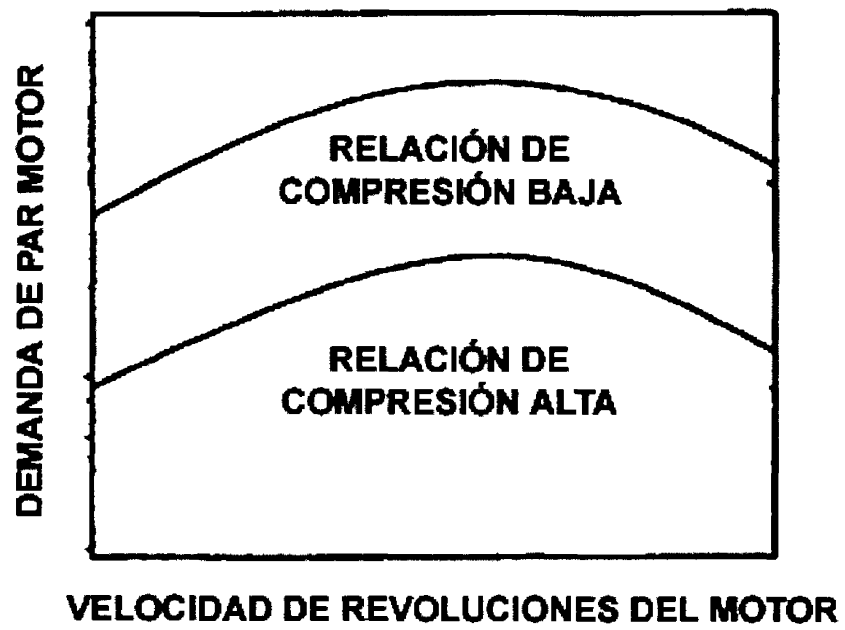 DEMANDA DE PAR MOTOR
RELACIÓN DE
COMPRESIÓN BAJA
RELACIÓN DE
COMPRESIÓN ALTA
VELOCIDAD DE REVOLUCIONES DEL MOTOR